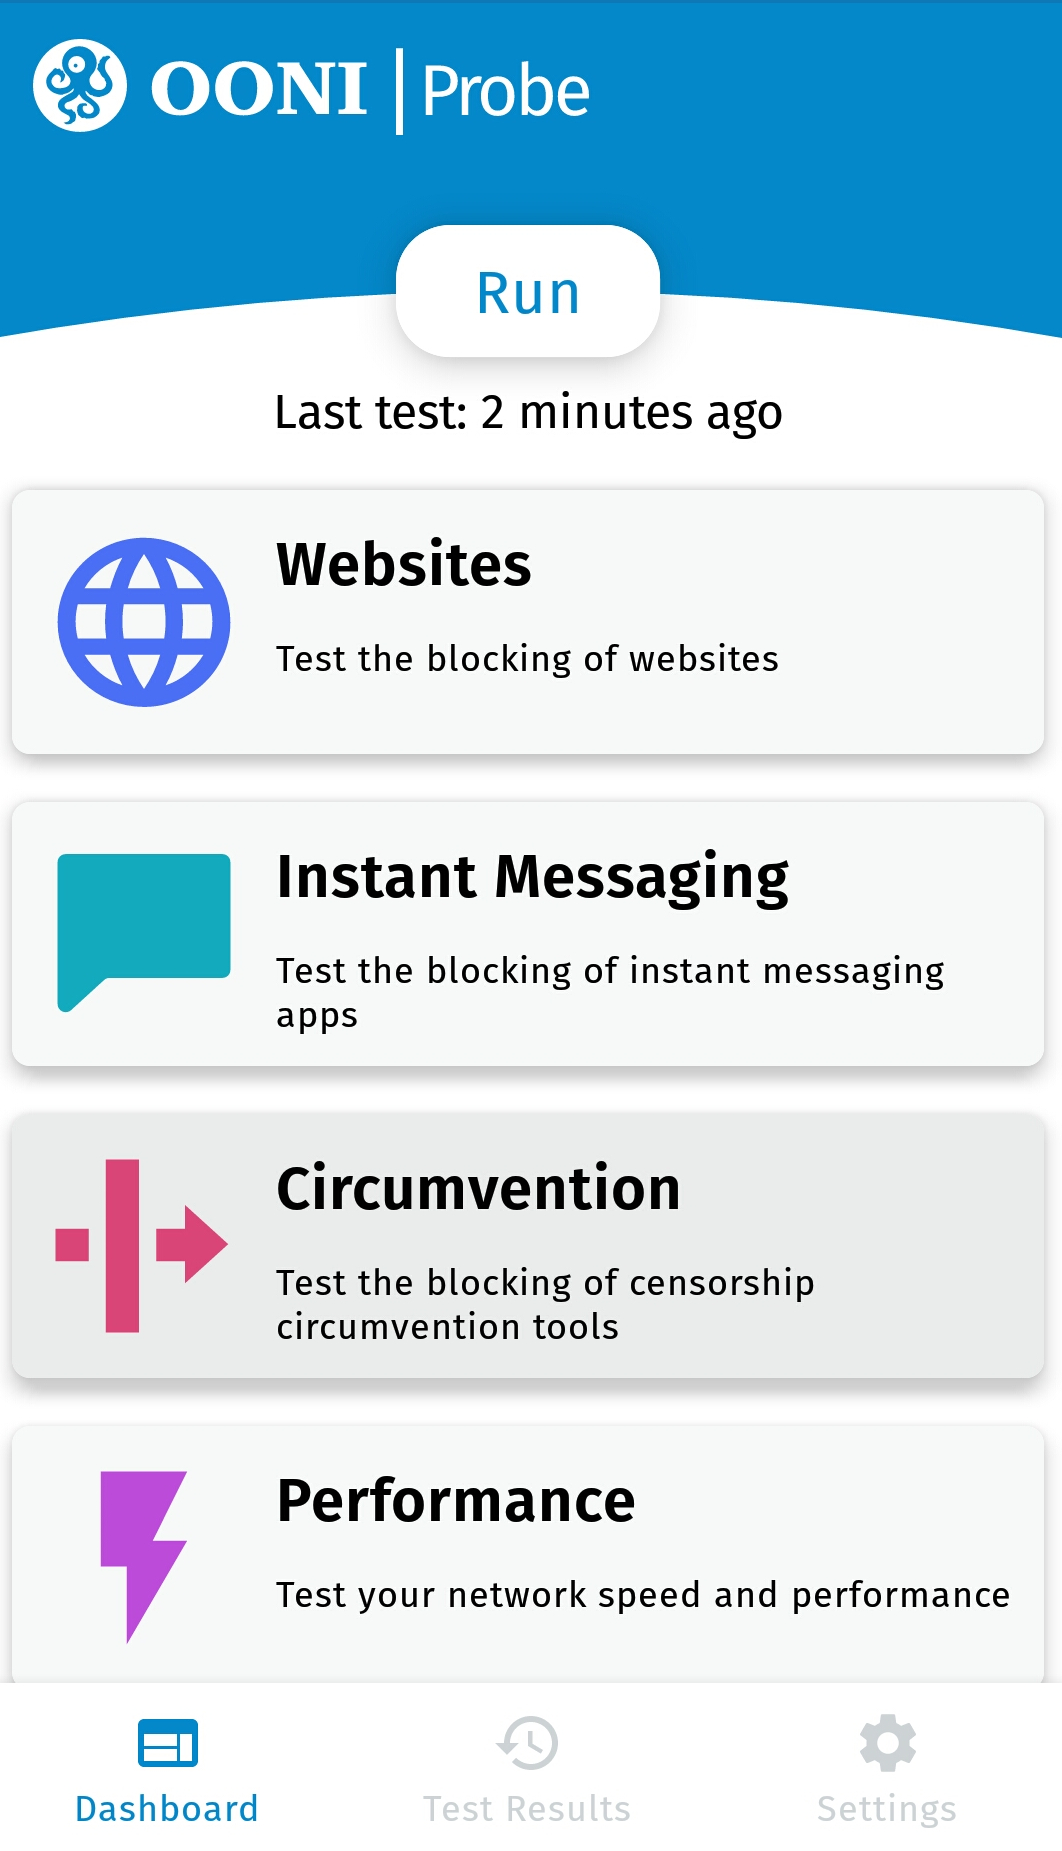 OONI | Probe
Run
Last test: 2 minutes ago
Websites
Test the blocking of websites
Instant Messaging
Test the blocking of instant messaging
apps
Circumvention
Test the blocking of censorship
circumvention tools
Performance
Test your network speed and performance
Dashboard
Test Results
Settings